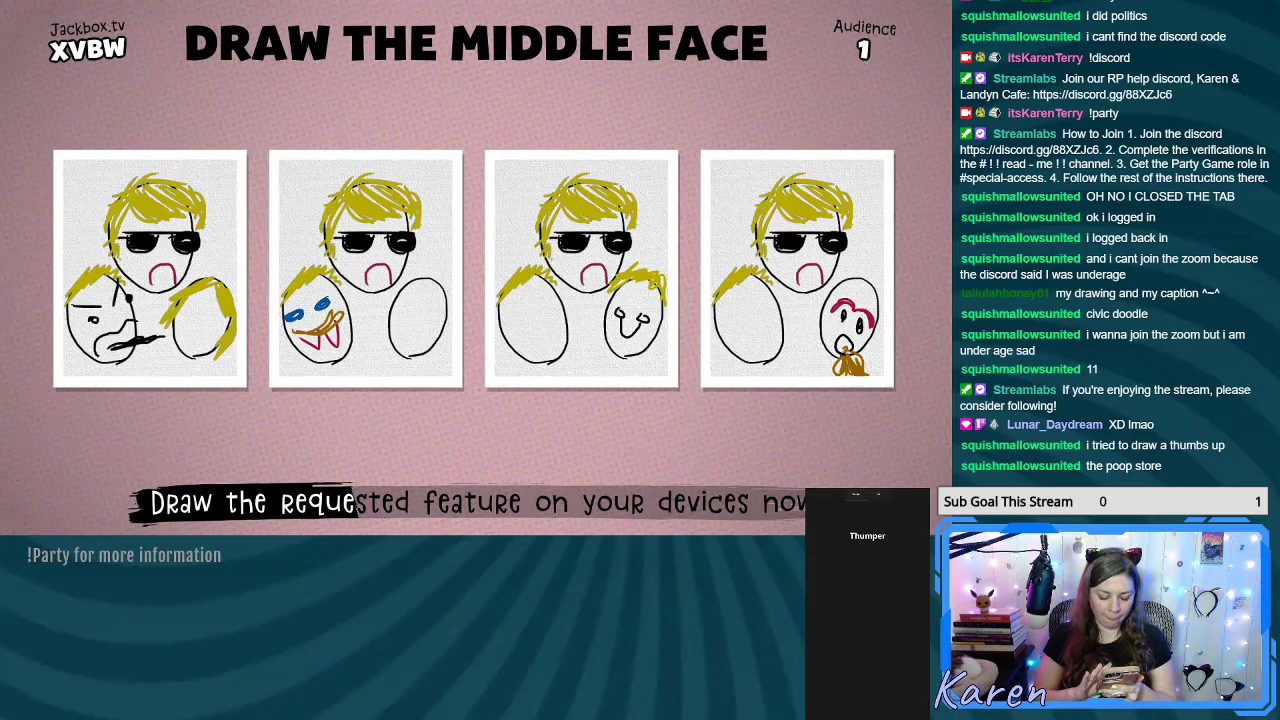 Jackbox.tv
XVBW
DRAW THE MIDDLE FACE
Audience
1
Draw the requested feature on your devices now
!Party for more information
Thumper
squishmallowsunited i did politics
squishmallowsunited i cant find the discord code
itsKarenTerry !discord
Streamlabs Join our RP help discord, Karen &
Landyn Cafe: https://discord.gg/88XZJc6
itsKarenTerry !party
Streamlabs How to Join 1. Join the discord
https://discord.gg/88XZJc6. 2. Complete the verifications in
the # ! ! read - me ! ! channel. 3. Get the Party Game role in
#special-access. 4. Follow the rest of the instructions there.
squishmallowsunited OH NO I CLOSED THE TAB
squishmallowsunited ok i logged in
squishmallowsunited i logged back in
squishmallowsunited and i cant join the zoom because
the discord said I was underage
tallulahhoney01 my drawing and my caption ^~^
squishmallowsunited civic doodle
squishmallowsunited i wanna join the zoom but i am
under age sad
squishmallowsunited 11
Streamlabs If you're enjoying the stream, please
consider following!
Lunar_Daydream XD lmao
squishmallowsunited i tried to draw a thumbs up
squishmallowsunited the poop store
Sub Goal This Stream 0 1
Karen